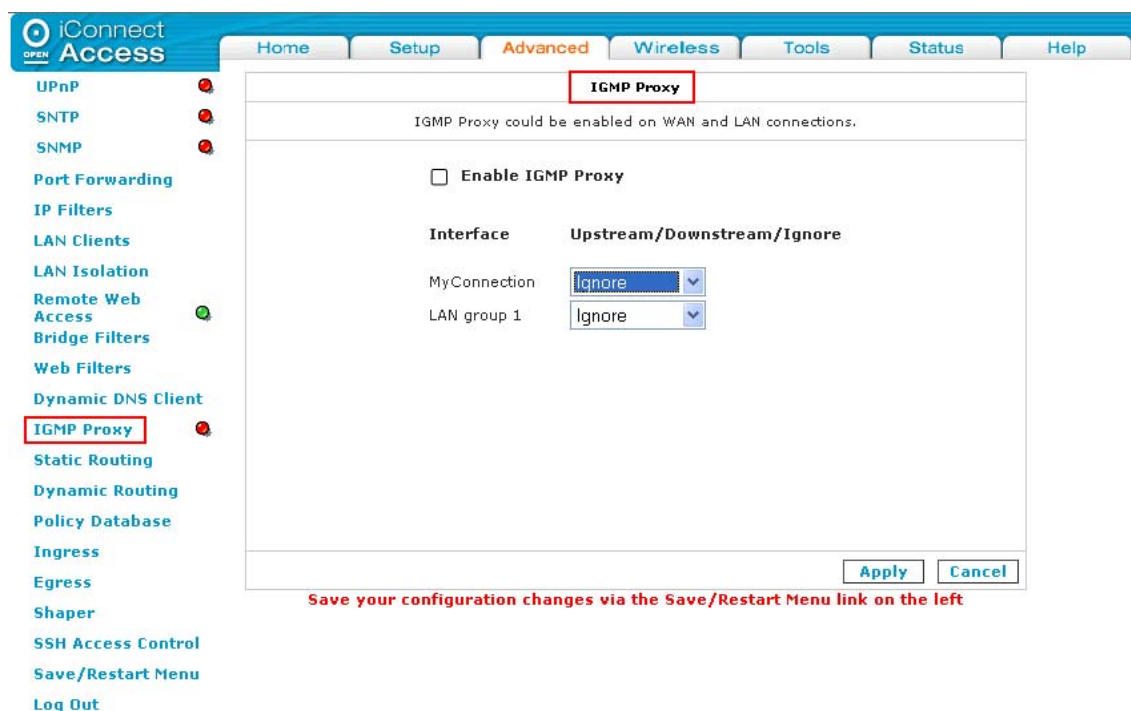 iConnect
OPEN Access
Home Setup Advanced Wireless Tools Status Help
UPnP
SNTP
SNMP
Port Forwarding
IP Filters
LAN Clients
LAN Isolation
Remote Web
Access
Bridge Filters
Web Filters
Dynamic DNS Client
IGMP Proxy
Static Routing
Dynamic Routing
Policy Database
Ingress
Egress
Shaper
SSH Access Control
Save/Restart Menu
Log Out
IGMP Proxy
IGMP Proxy could be enabled on WAN and LAN connections.
Enable IGMP Proxy
Interface Upstream/Downstream/Ignore
MyConnection Ignore
LAN group 1 Ignore
Apply Cancel
Save your configuration changes via the Save/Restart Menu link on the left